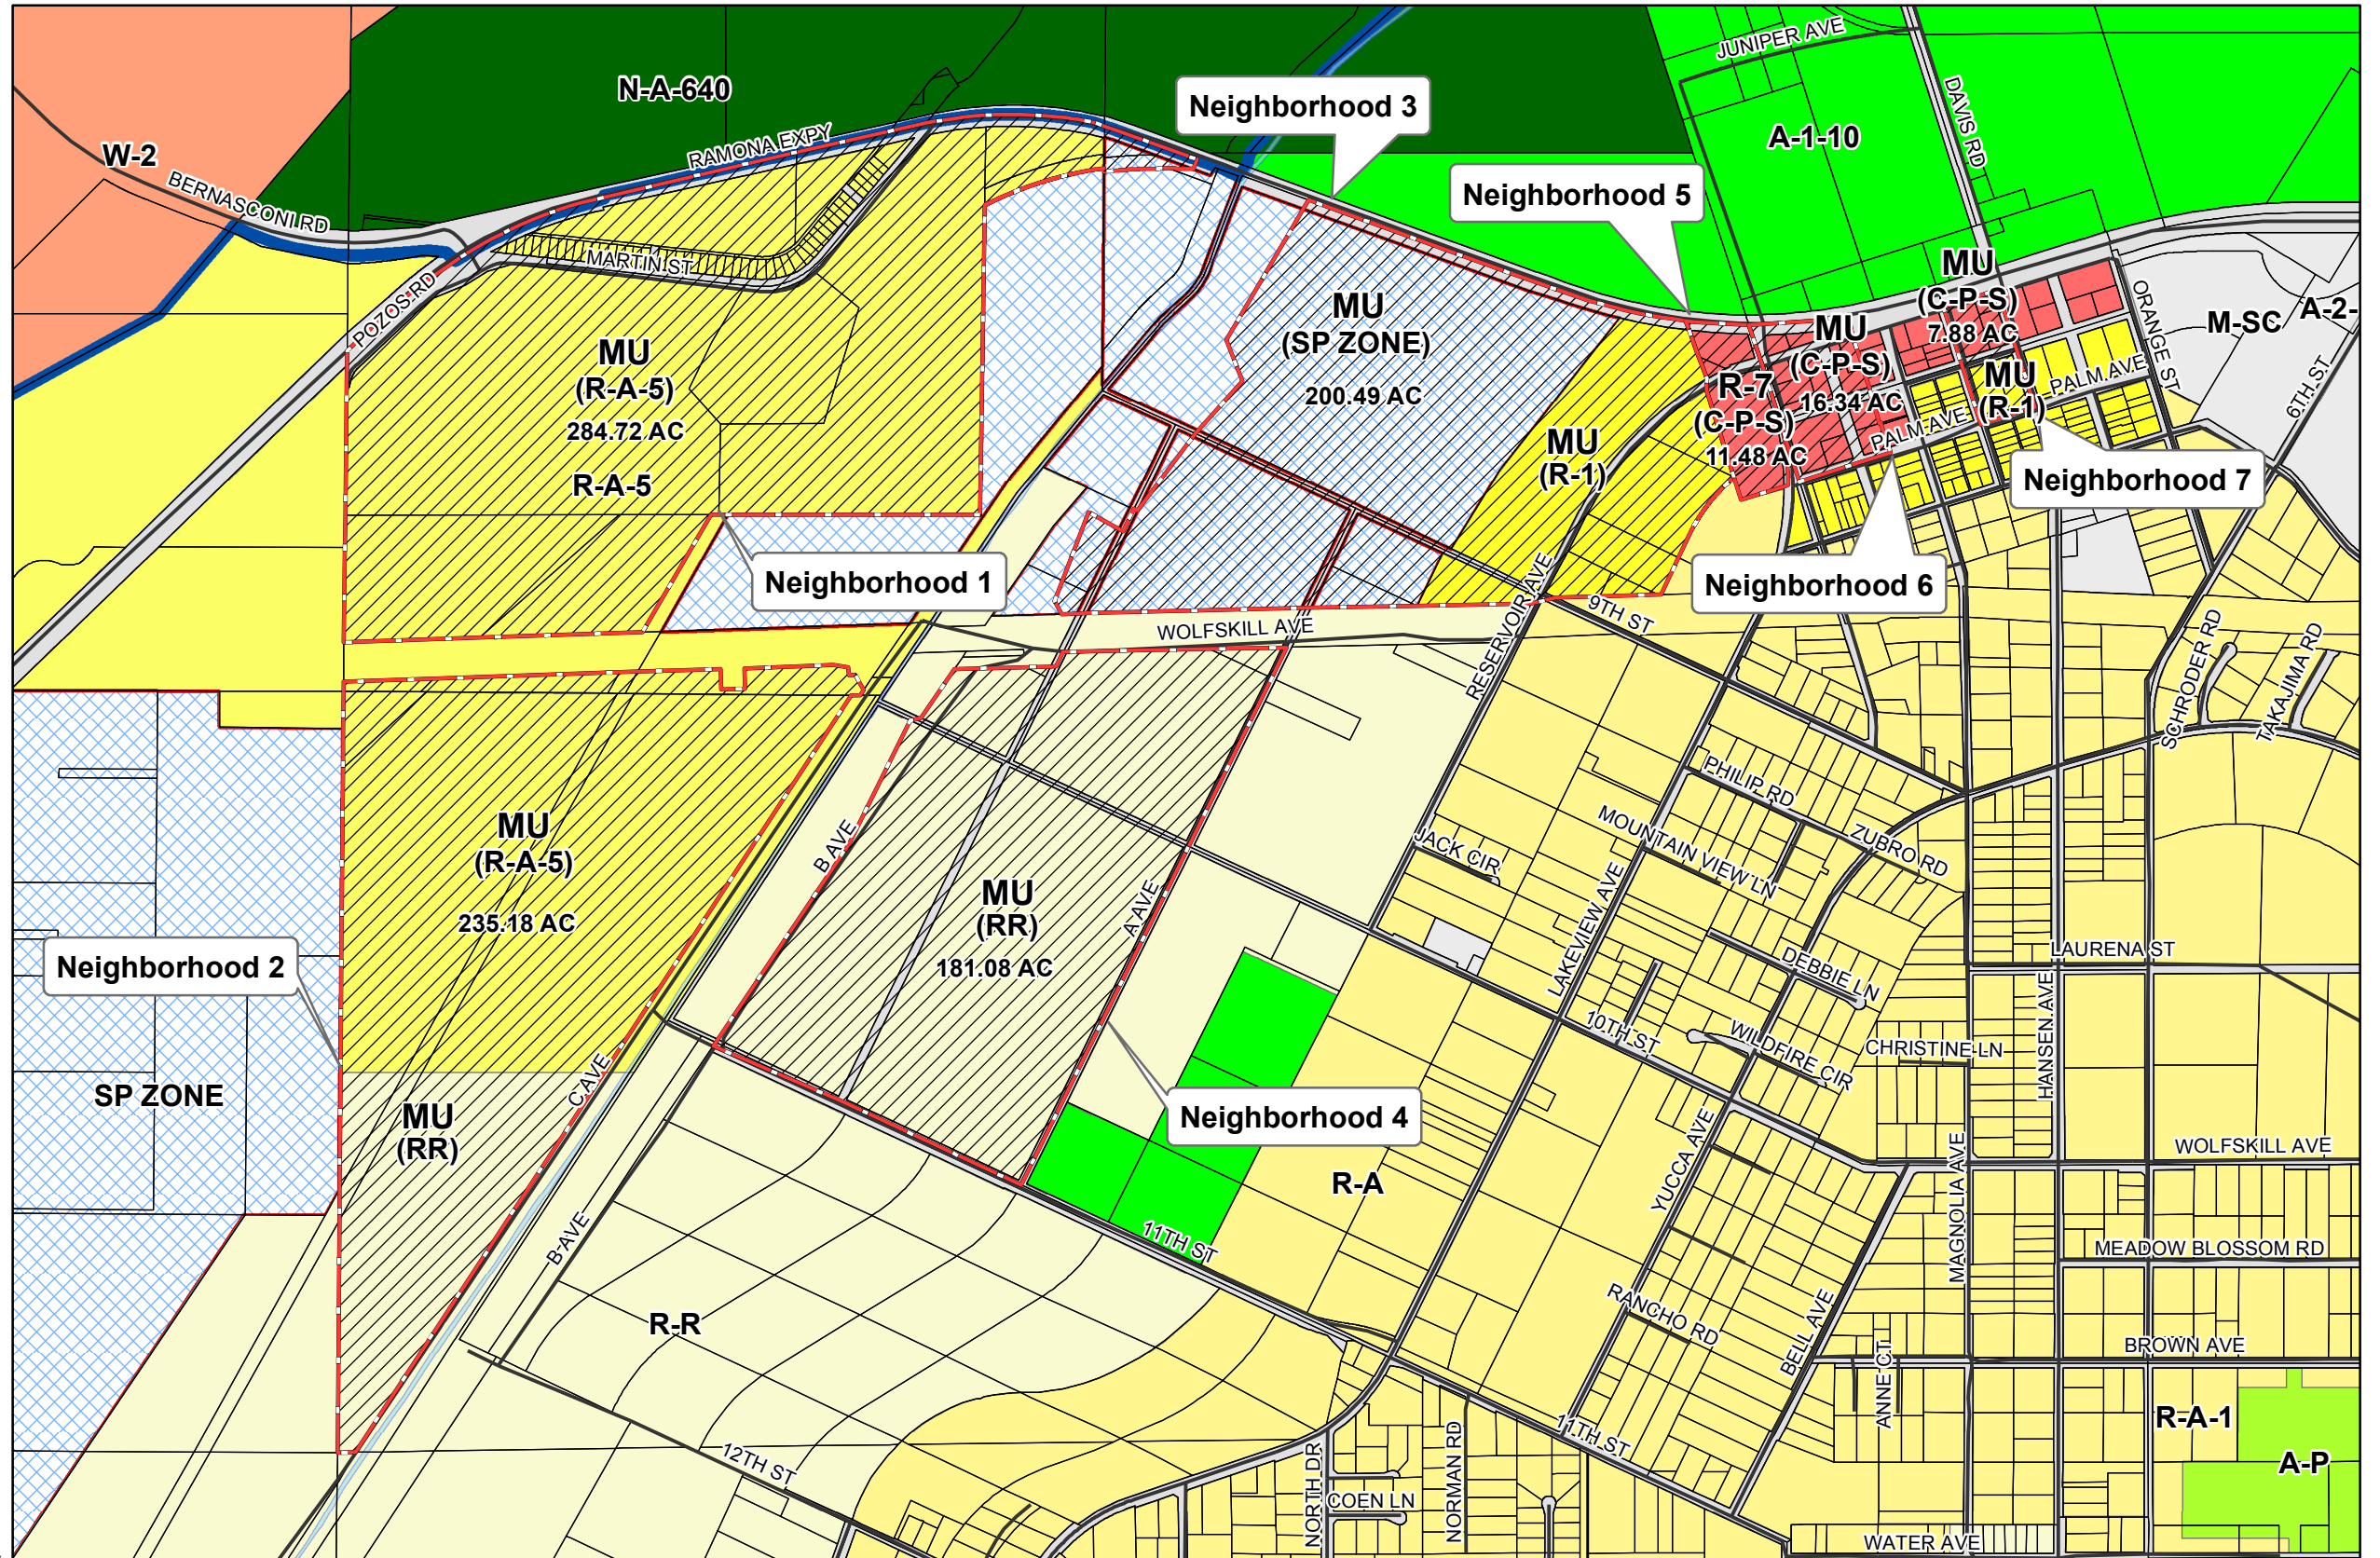 JUNIPER AVE
N-A-640
Neighborhood 3
DAVIS RD
A-1-10
RAMONA EXPY
W-2
BERNASCONI RD
Neighborhood 5
MARTIN ST
POZOS RD
MU
(C-P-S)
7.88 AC
ORANGE ST
M-SC
A-2-
6TH ST
MU
(SP ZONE)
200.49 AC
MU
(C-P-S)
16.34 AC
MU
(R-A-5)
284.72 AC
R-A-5
R-7
(C-P-S)
11.48 AC
MU
(R-1)
PALM AVE
PALM AVE
MU
(R-1)
Neighborhood 7
Neighborhood 1
Neighborhood 6
RESERVOIR AVE
9TH ST
WOLFSKILL AVE
SCHRODER RD
TAKAJIMA RD
PHILIP RD
MOUNTAIN VIEW LN
ZUBRO RD
JACK CIR
B AVE
A AVE
MU
(R-A-5)
235.18 AC
MU
(RR)
181.08 AC
LAKEVIEW AVE
Neighborhood 2
DEBBIE LN
LAURENA ST
HANSEN AVE
10TH ST
WILDFIRE CIR
CHRISTINE LN
SP ZONE
C AVE
MU
(RR)
Neighborhood 4
YUCCA AVE
MAGNOLIA AVE
WOLFSKILL AVE
R-A
11TH ST
B AVE
MEADOW BLOSSOM RD
R-R
RANCHO RD
BELL AVE
BROWN AVE
ANNE CT
R-A-1
A-P
12TH ST
11TH ST
NORTH DR
COEN LN
NORMAN RD
WATER AVE